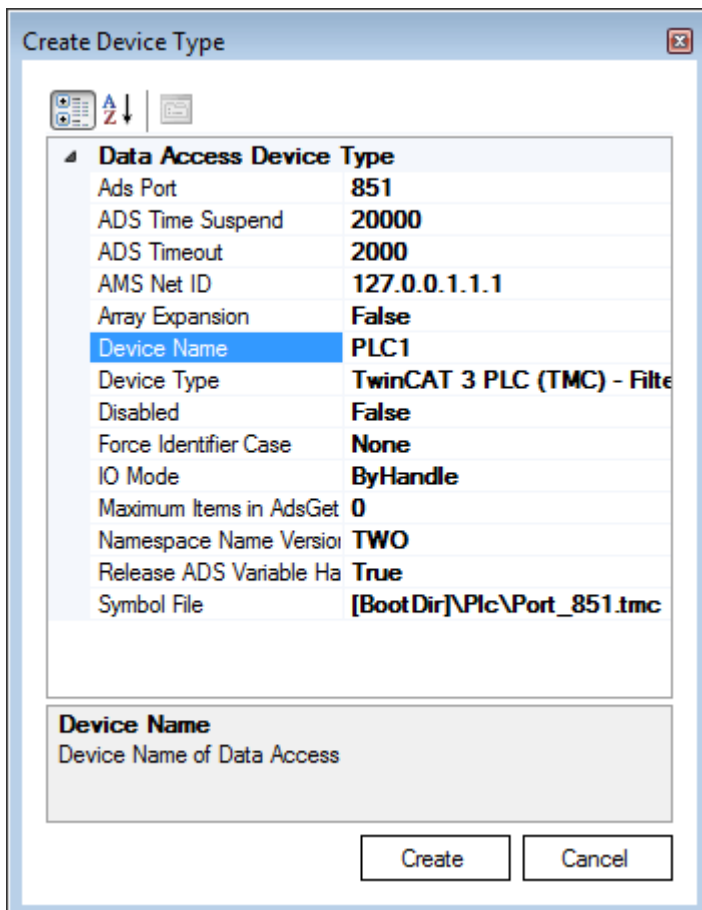 Create Device Type
A
Z
Data Access Device Type
Ads Port 851
ADS Time Suspend 20000
ADS Timeout 2000
AMS Net ID 127.0.0.1.1.1
Array Expansion False
Device Name PLC1
Device Type TwinCAT 3 PLC (TMC) - Filte
Disabled False
Force Identifier Case None
IO Mode ByHandle
Maximum Items in AdsGet 0
Namespace Name Version TWO
Release ADS Variable Ha True
Symbol File [BootDir]\Plc\Port_851.tmc
Device Name
Device Name of Data Access
Create Cancel